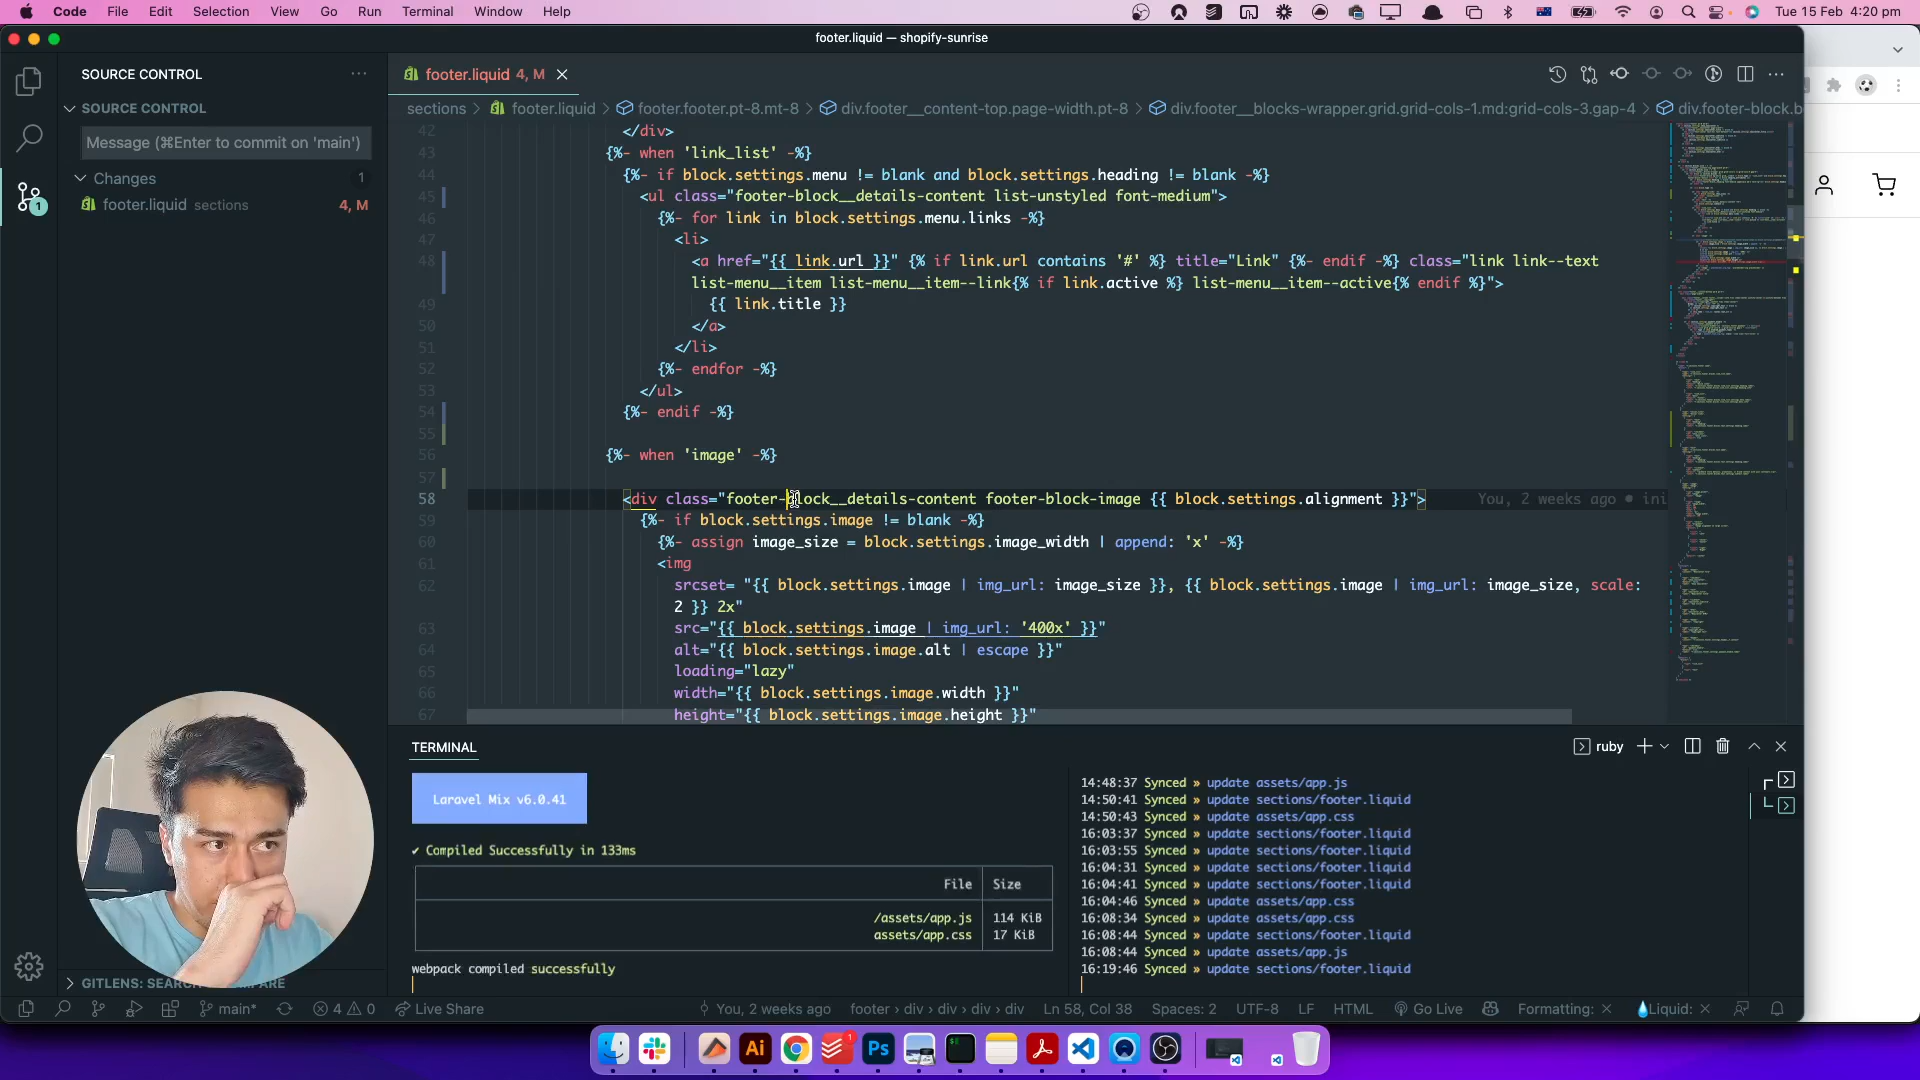 Code File Edit Selection View Go Run Terminal Window Help
Tue 15 Feb 4:20 pm
footer.liquid — shopify-sunrise
SOURCE CONTROL
footer.liquid 4, M
SOURCE CONTROL
sections > footer.liquid > footer.footer.pt-8.mt-8 > div.footer__content-top.page-width.pt-8 > div.footer__blocks-wrapper.grid.grid-cols-1.md:grid-cols-3.gap-4 > div.footer-block.b
Message (⌘Enter to commit on 'main')
Changes 1
footer.liquid sections 4, M
42 </div>
43 {%- when 'link_list' -%}
44 {%- if block.settings.menu != blank and block.settings.heading != blank -%}
45 <ul class="footer-block__details-content list-unstyled font-medium">
46 {%- for link in block.settings.menu.links -%}
47 <li>
48 <a href="{{ link.url }}" {% if link.url contains '#' %} title="Link" {%- endif -%} class="link link--text
list-menu__item list-menu__item--link{% if link.active %} list-menu__item--active{% endif %}">
49 {{ link.title }}
50 </a>
51 </li>
52 {%- endfor -%}
53 </ul>
54 {%- endif -%}
55
56 {%- when 'image' -%}
57
58 <div class="footer-block__details-content footer-block-image {{ block.settings.alignment }}"> You, 2 weeks ago • ini
59 {%- if block.settings.image != blank -%}
60 {%- assign image_size = block.settings.image_width | append: 'x' -%}
61 <img
62 srcset= "{{ block.settings.image | img_url: image_size }}, {{ block.settings.image | img_url: image_size, scale:
2 }} 2x"
63 src="{{ block.settings.image | img_url: '400x' }}"
64 alt="{{ block.settings.image.alt | escape }}"
65 loading="lazy"
66 width="{{ block.settings.image.width }}"
67 height="{{ block.settings.image.height }}"
TERMINAL
ruby
Laravel Mix v6.0.41
✔ Compiled Successfully in 133ms
File Size
/assets/app.js 114 KiB
assets/app.css 17 KiB
webpack compiled successfully
14:48:37 Synced » update assets/app.js
14:50:41 Synced » update sections/footer.liquid
14:50:43 Synced » update assets/app.css
16:03:37 Synced » update sections/footer.liquid
16:03:55 Synced » update sections/footer.liquid
16:04:31 Synced » update sections/footer.liquid
16:04:41 Synced » update sections/footer.liquid
16:04:46 Synced » update assets/app.css
16:08:34 Synced » update assets/app.css
16:08:44 Synced » update sections/footer.liquid
16:08:44 Synced » update assets/app.js
16:19:46 Synced » update sections/footer.liquid
GITLENS: SEARCH COMPARE
main* 4 0 Live Share You, 2 weeks ago footer › div › div › div › div Ln 58, Col 38 Spaces: 2 UTF-8 LF HTML Go Live Formatting: × Liquid: ×
Ai Ps